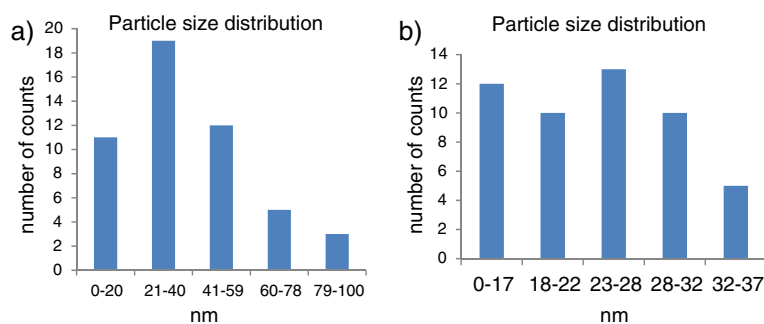 a) Particle size distribution
number of counts
20
18
16
14
12
10
8
6
4
2
0
0-20 21-40 41-59 60-78 79-100
nm
b) Particle size distribution
number of counts
14
12
10
8
6
4
2
0
0-17 18-22 23-28 28-32 32-37
nm